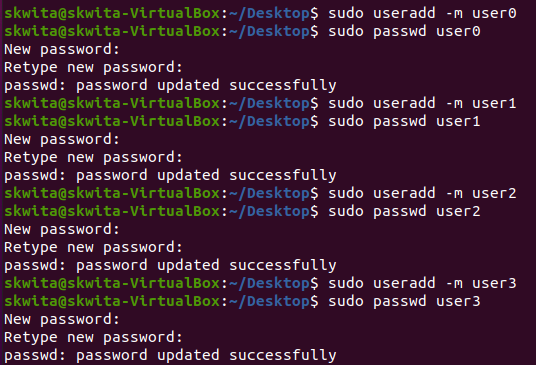 skwita@skwita-VirtualBox:~/Desktop$ sudo useradd -m user0
skwita@skwita-VirtualBox:~/Desktop$ sudo passwd user0
New password:
Retype new password:
passwd: password updated successfully
skwita@skwita-VirtualBox:~/Desktop$ sudo useradd -m user1
skwita@skwita-VirtualBox:~/Desktop$ sudo passwd user1
New password:
Retype new password:
passwd: password updated successfully
skwita@skwita-VirtualBox:~/Desktop$ sudo useradd -m user2
skwita@skwita-VirtualBox:~/Desktop$ sudo passwd user2
New password:
Retype new password:
passwd: password updated successfully
skwita@skwita-VirtualBox:~/Desktop$ sudo useradd -m user3
skwita@skwita-VirtualBox:~/Desktop$ sudo passwd user3
New password:
Retype new password:
passwd: password updated successfully